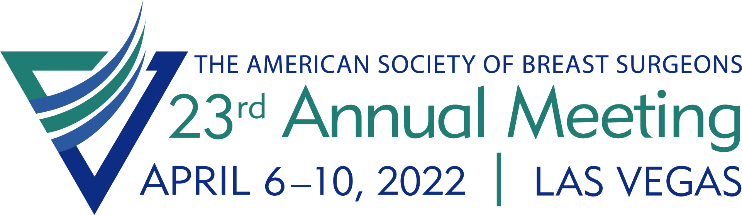 THE AMERICAN SOCIETY OF BREAST SURGEONS
23rd Annual Meeting
APRIL 6–10, 2022 | LAS VEGAS